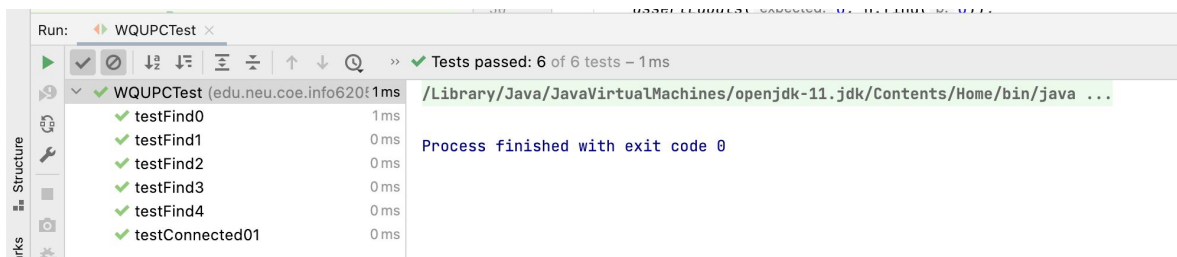 Run: WQUPCTest
Tests passed: 6 of 6 tests – 1 ms
WQUPCTest (edu.neu.coe.info6205 1 ms
testFind0 1 ms
testFind1 0 ms
testFind2 0 ms
testFind3 0 ms
testFind4 0 ms
testConnected01 0 ms
/Library/Java/JavaVirtualMachines/openjdk-11.jdk/Contents/Home/bin/java ...
Process finished with exit code 0
Structure